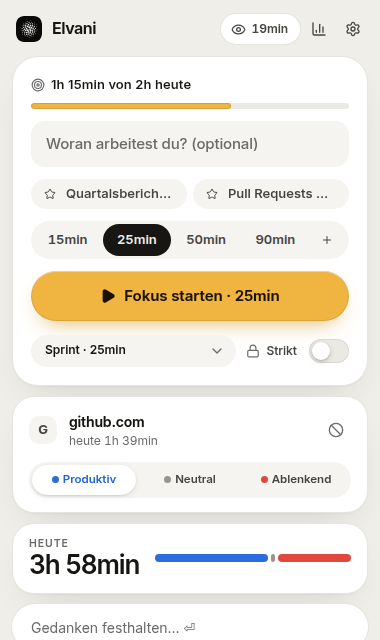 Elvani
19min
1h 15min von 2h heute
Woran arbeitest du? (optional)
Quartalsberich...
Pull Requests ...
15min
25min
50min
90min
+
Fokus starten · 25min
Sprint · 25min
Strikt
G
github.com
heute 1h 39min
Produktiv
Neutral
Ablenkend
HEUTE
3h 58min
Gedanken festhalten... ⏎